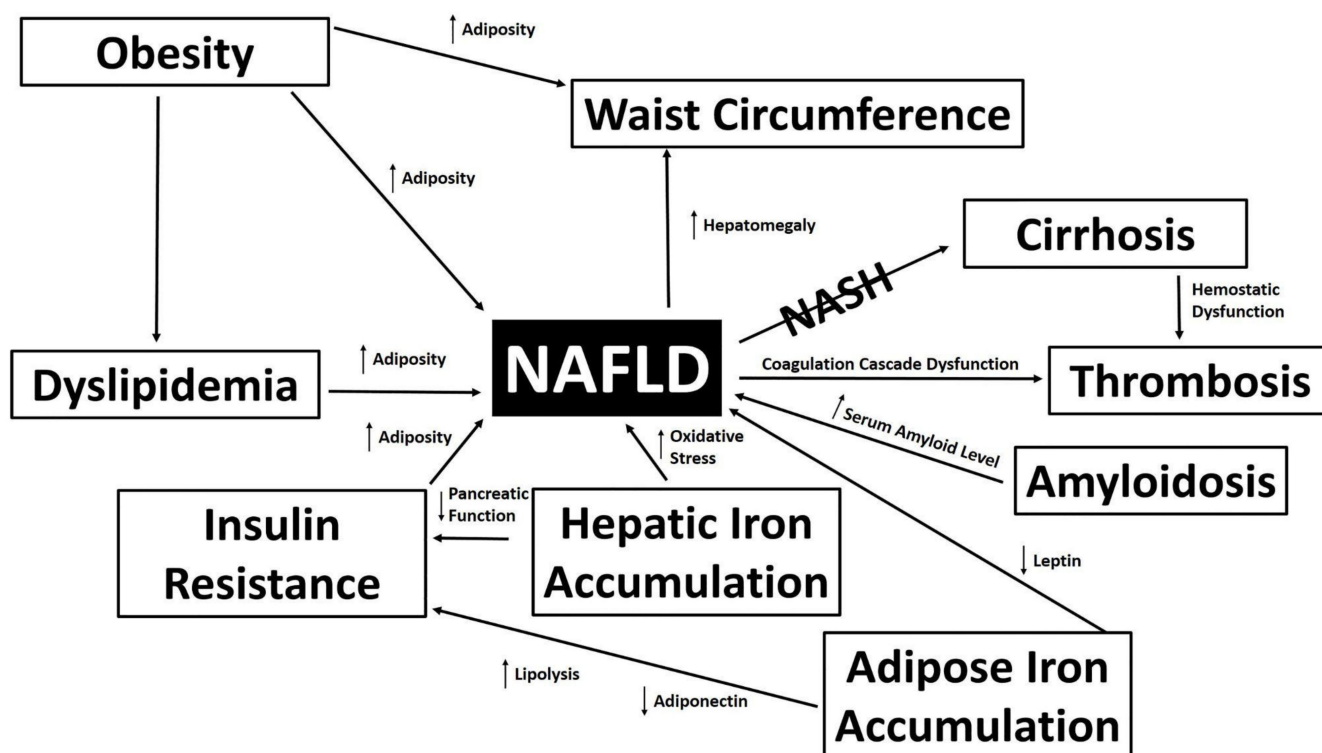 Obesity
↑ Adiposity
Waist Circumference
↑ Adiposity
↑ Hepatomegaly
Cirrhosis
NASH
Hemostatic
Dysfunction
Dyslipidemia
↑ Adiposity
NAFLD
Coagulation Cascade Dysfunction
Thrombosis
↑ Adiposity
↑ Oxidative
Stress
↑ Serum Amyloid Level
Amyloidosis
Insulin
Resistance
↓ Pancreatic
Function
Hepatic Iron
Accumulation
↓ Leptin
↑ Lipolysis
↓ Adiponectin
Adipose Iron
Accumulation